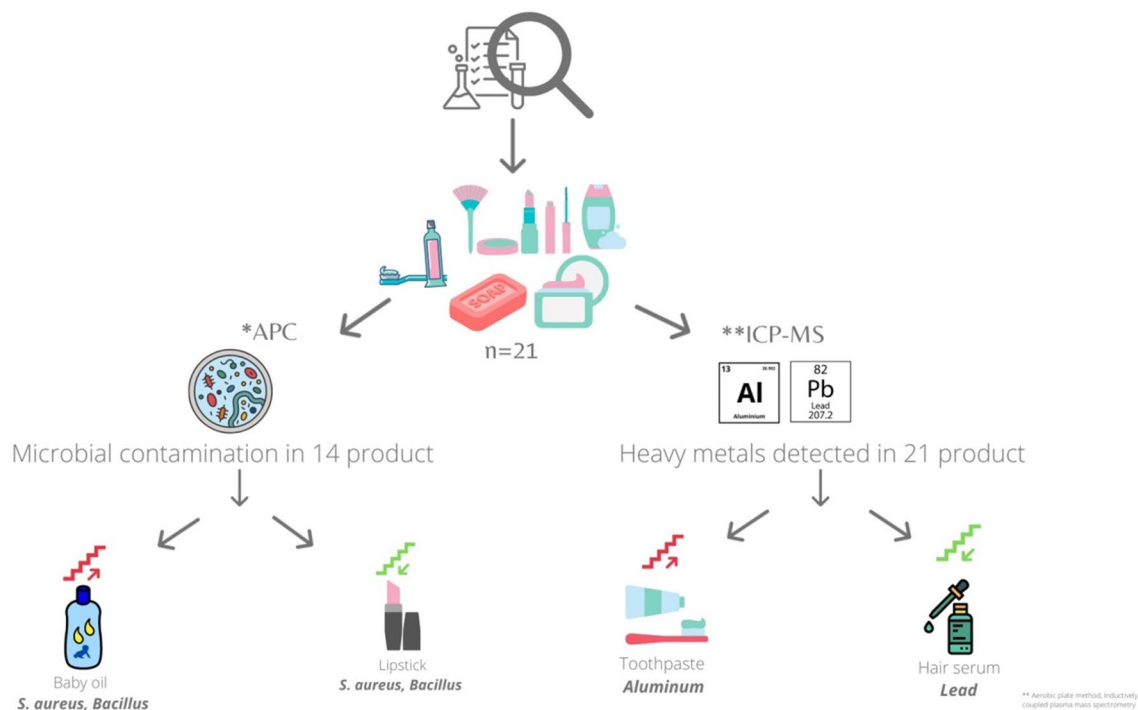 SOAP
*APC
**ICP-MS
n=21
13 26.982
Al
Aluminium
82
Pb
Lead
207.2
Microbial contamination in 14 product
Heavy metals detected in 21 product
Baby oil
S. aureus, Bacillus
Lipstick
S. aureus, Bacillus
Toothpaste
Aluminum
Hair serum
Lead
** Aerobic plate method, Inductively
coupled plasma mass spectrometry